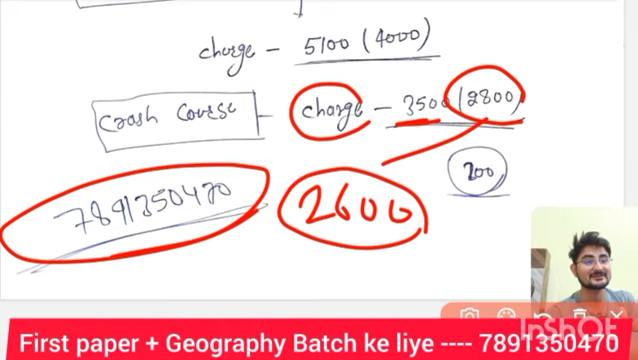 charge - 5100 (4000)
Crash Course - charge - 3500 (2800)
200
7891350470 2600
First paper + Geography Batch ke liye ---- 7891350470
InShOT